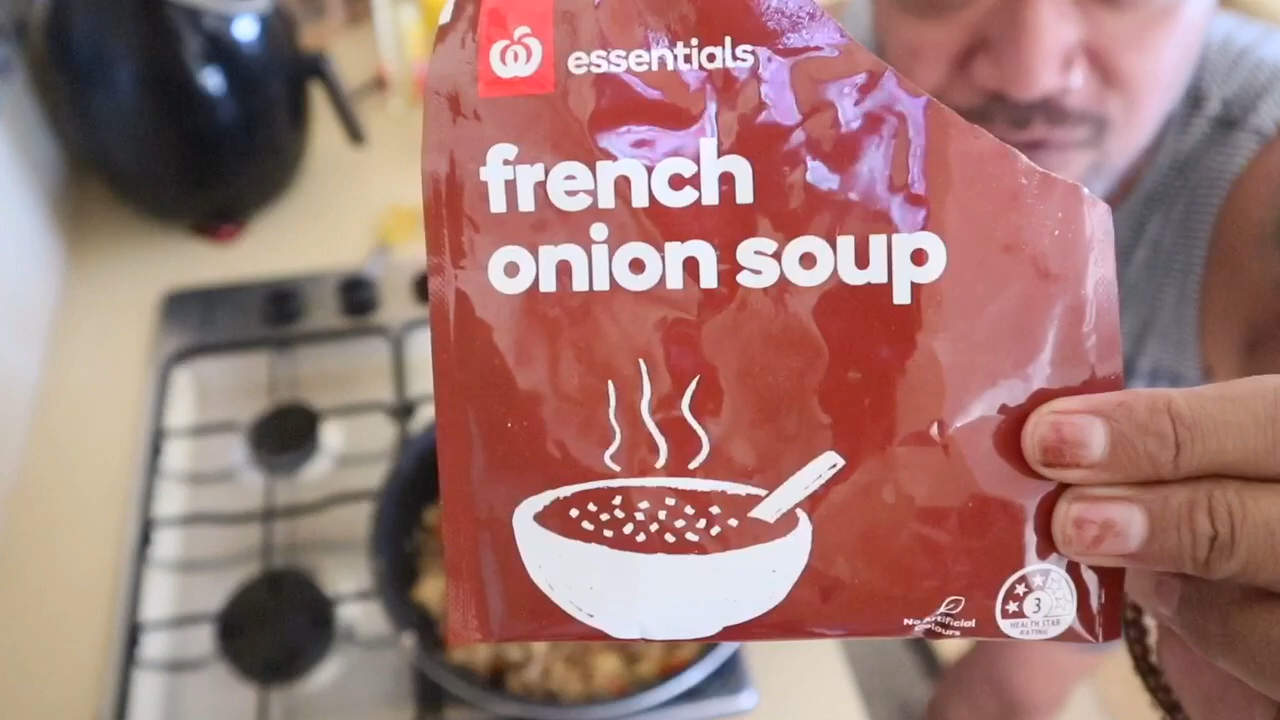 essentials
french
onion soup
No Artificial
Colours
3
HEALTH STAR
RATING